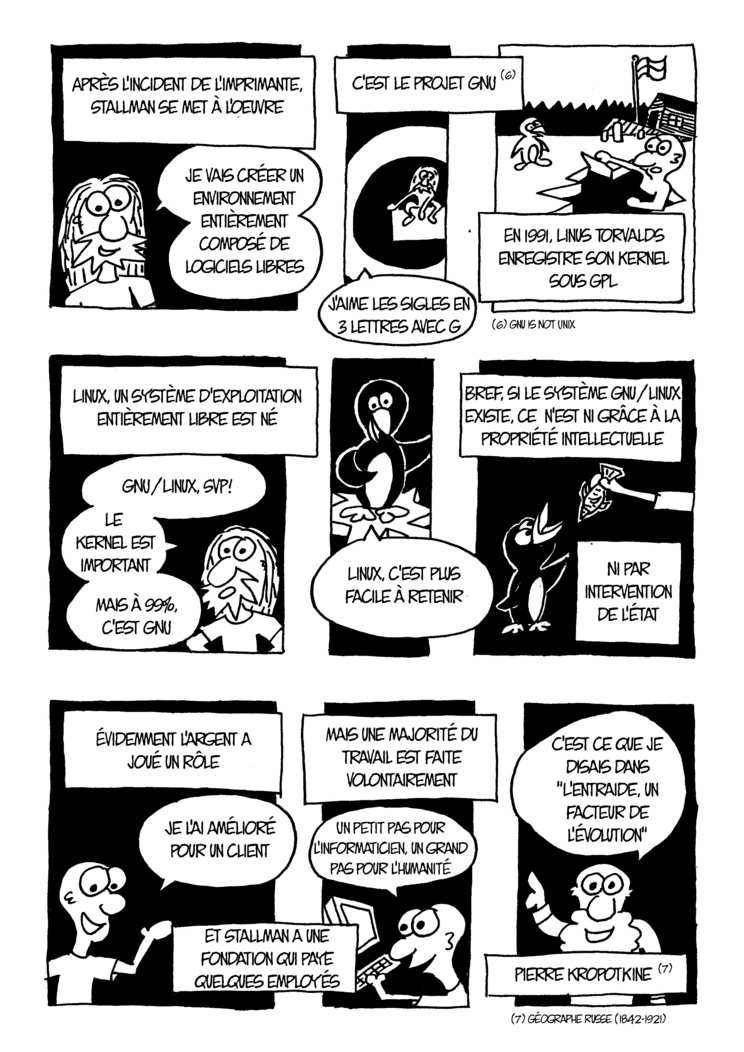 APRÈS L'INCIDENT DE L'IMPRIMANTE,
STALLMAN SE MET À L'OEUVRE
JE VAIS CRÉER UN
ENVIRONNEMENT
ENTIÈREMENT
COMPOSÉ DE
LOGICIELS LIBRES
C'EST LE PROJET GNU (6)
J'AIME LES SIGLES EN
3 LETTRES AVEC G
EN 1991, LINUS TORVALDS
ENREGISTRE SON KERNEL
SOUS GPL
(6) GNU IS NOT UNIX
LINUX, UN SYSTÈME D'EXPLOITATION
ENTIÈREMENT LIBRE EST NÉ
GNU/LINUX, SVP!
LE
KERNEL EST
IMPORTANT
MAIS À 99%,
C'EST GNU
LINUX, C'EST PLUS
FACILE À RETENIR
BREF, SI LE SYSTÈME GNU/LINUX
EXISTE, CE N'EST NI GRÂCE À LA
PROPRIÉTÉ INTELLECTUELLE
NI PAR
INTERVENTION
DE L'ÉTAT
ÉVIDEMMENT L'ARGENT A
JOUÉ UN RÔLE
JE L'AI AMÉLIORÉ
POUR UN CLIENT
ET STALLMAN A UNE
FONDATION QUI PAYE
QUELQUES EMPLOYÉS
MAIS UNE MAJORITÉ DU
TRAVAIL EST FAITE
VOLONTAIREMENT
UN PETIT PAS POUR
L'INFORMATICIEN, UN GRAND
PAS POUR L'HUMANITÉ
C'EST CE QUE JE
DISAIS DANS
"L'ENTRAIDE, UN
FACTEUR DE
L'ÉVOLUTION"
PIERRE KROPOTKINE (7)
(7) GÉOGRAPHE RUSSE (1842-1921)